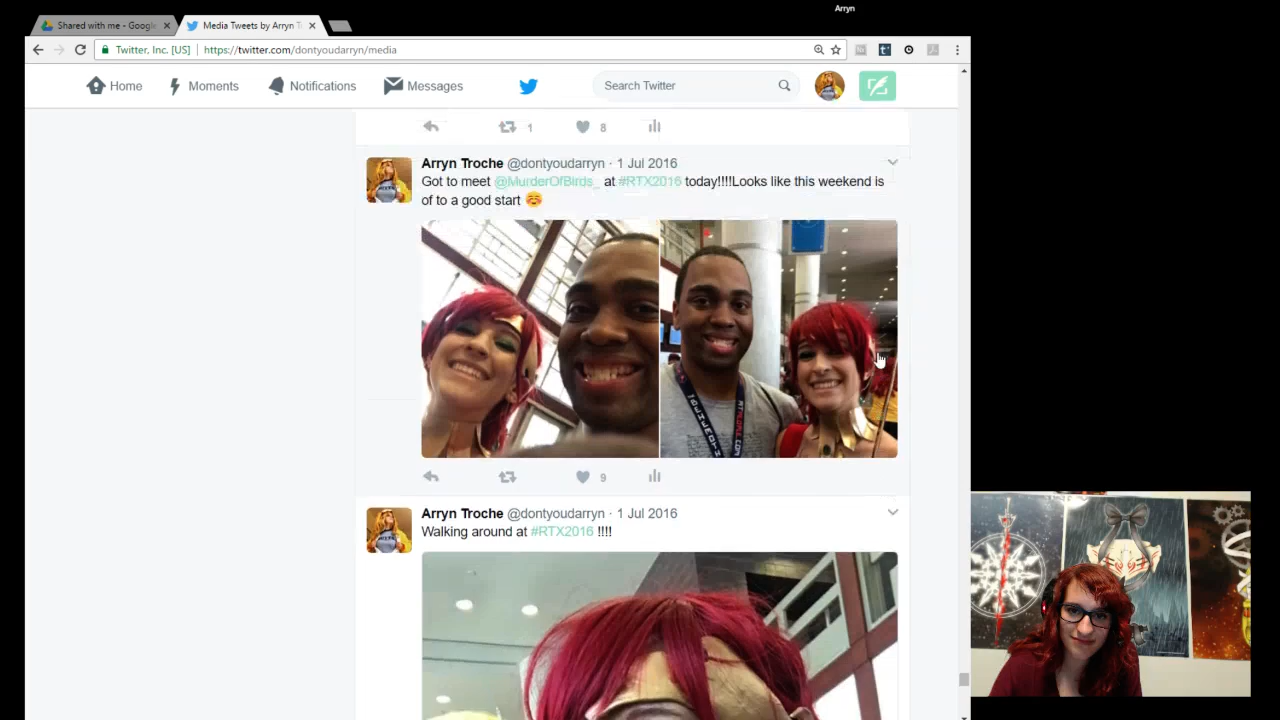 Arryn
Shared with me - Google
Media Tweets by Arryn T
Twitter, Inc. [US]
https://twitter.com/dontyoudarryn/media
Home
Moments
Notifications
Messages
Search Twitter
1
8
Arryn Troche @dontyoudarryn · 1 Jul 2016
Got to meet @MurderOfBirds_ at #RTX2016 today!!!!Looks like this weekend is
of to a good start
9
Arryn Troche @dontyoudarryn · 1 Jul 2016
Walking around at #RTX2016 !!!!